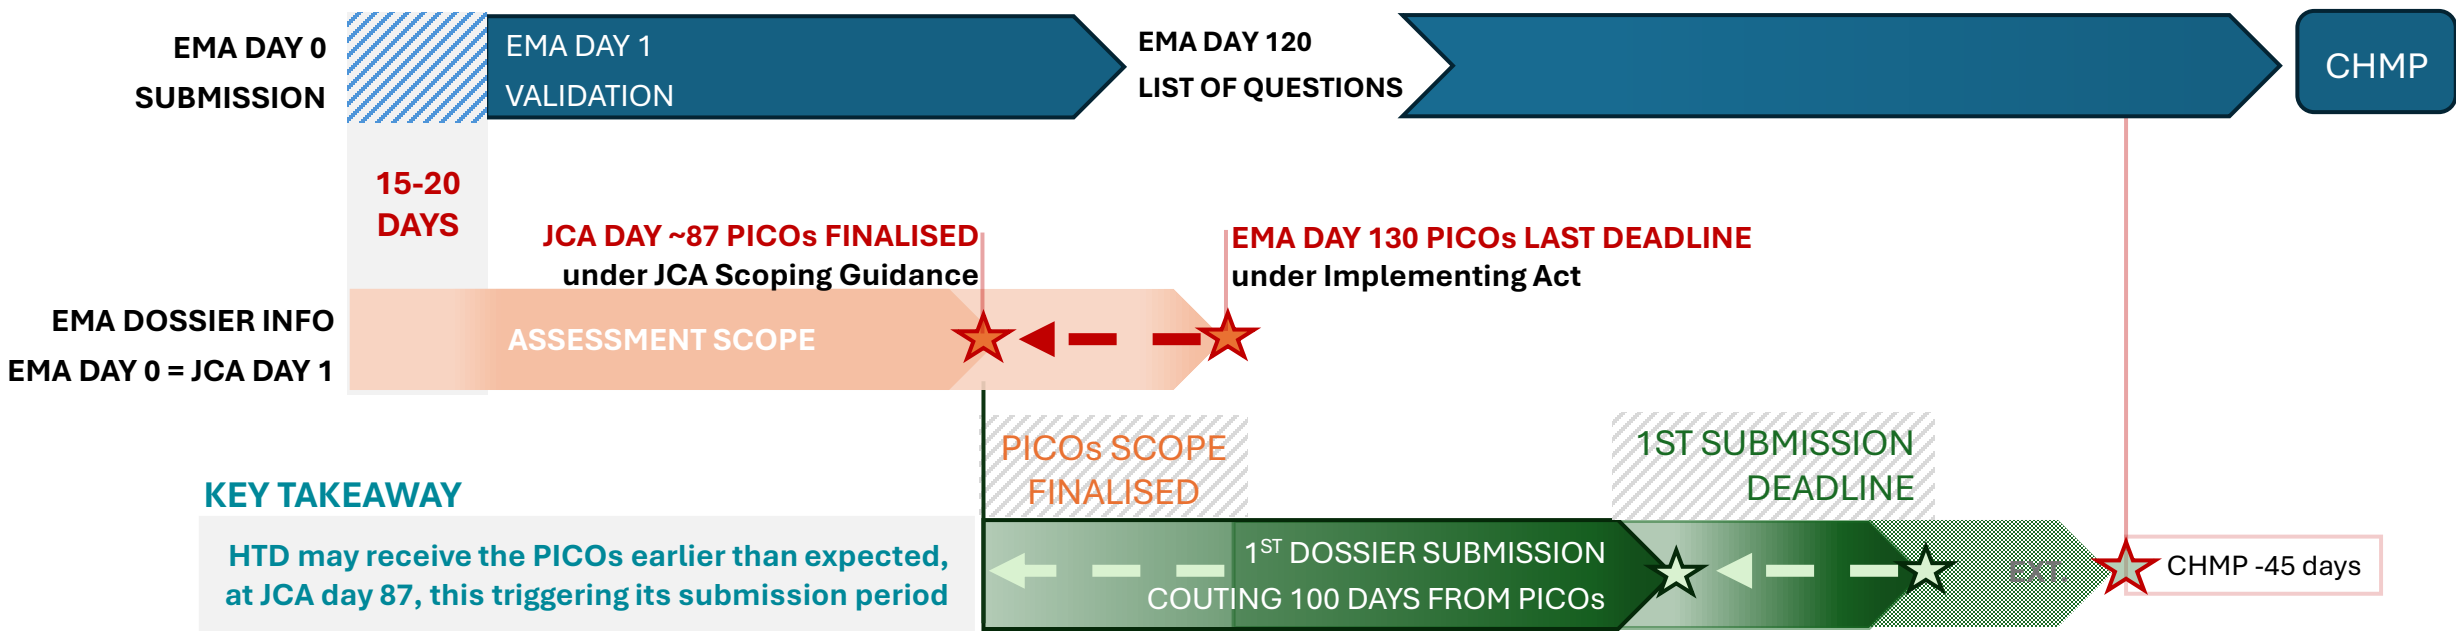 EMA DAY 0
SUBMISSION
EMA DAY 1
VALIDATION
EMA DAY 120
LIST OF QUESTIONS
CHMP
15-20
DAYS
JCA DAY ~87 PICOs FINALISED
under JCA Scoping Guidance
EMA DAY 130 PICOs LAST DEADLINE
under Implementing Act
EMA DOSSIER INFO
EMA DAY 0 = JCA DAY 1
ASSESSMENT SCOPE
PICOs SCOPE
FINALISED
1ST SUBMISSION
DEADLINE
KEY TAKEAWAY
HTD may receive the PICOs earlier than expected,
at JCA day 87, this triggering its submission period
1ST DOSSIER SUBMISSION
COUTING 100 DAYS FROM PICOs
EXT.
CHMP -45 days